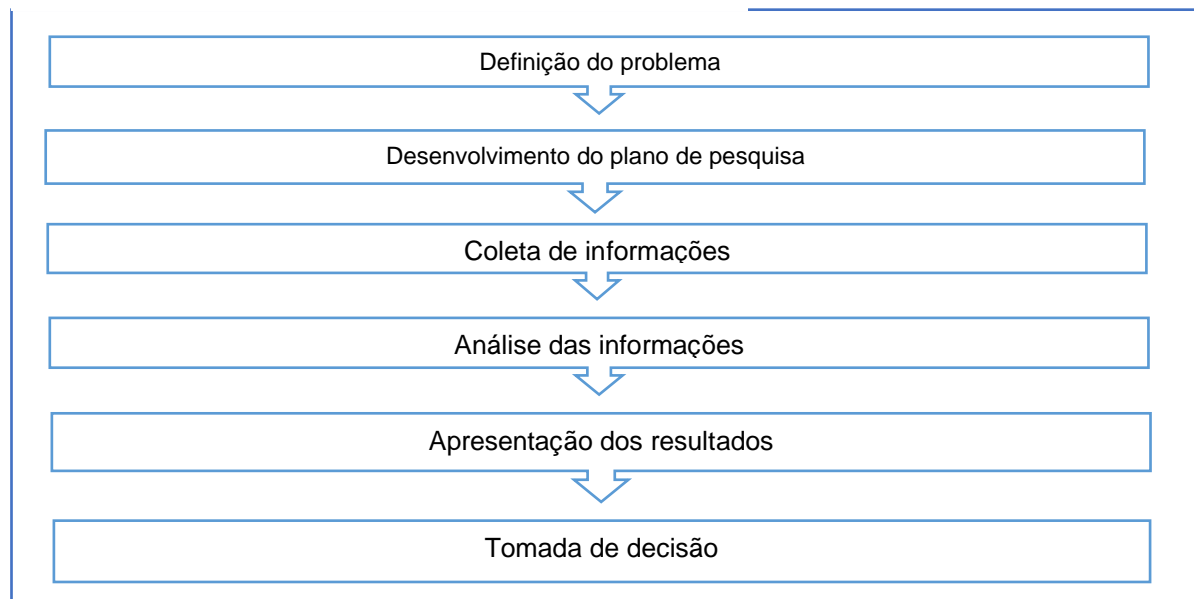 Definição do problema
Desenvolvimento do plano de pesquisa
Coleta de informações
Análise das informações
Apresentação dos resultados
Tomada de decisão